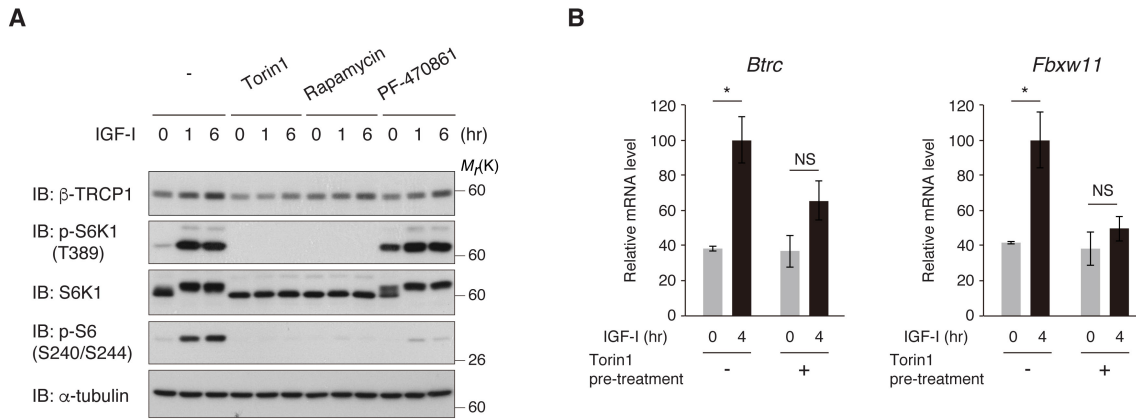 A
B
- Torin1 Rapamycin PF-470861
IGF-I 0 1 6 0 1 6 0 1 6 0 1 6 (hr)
Mr(K)
IB: β-TRCP1 60
IB: p-S6K1
(T389) 60
IB: S6K1 60
IB: p-S6
(S240/S244) 26
IB: α-tubulin 60
Btrc
Relative mRNA level
120
100
80
60
40
20
0
*
NS
IGF-I (hr) 0 4 0 4
Torin1
pre-treatment - +
Fbxw11
Relative mRNA level
120
100
80
60
40
20
0
*
NS
IGF-I (hr) 0 4 0 4
Torin1
pre-treatment - +